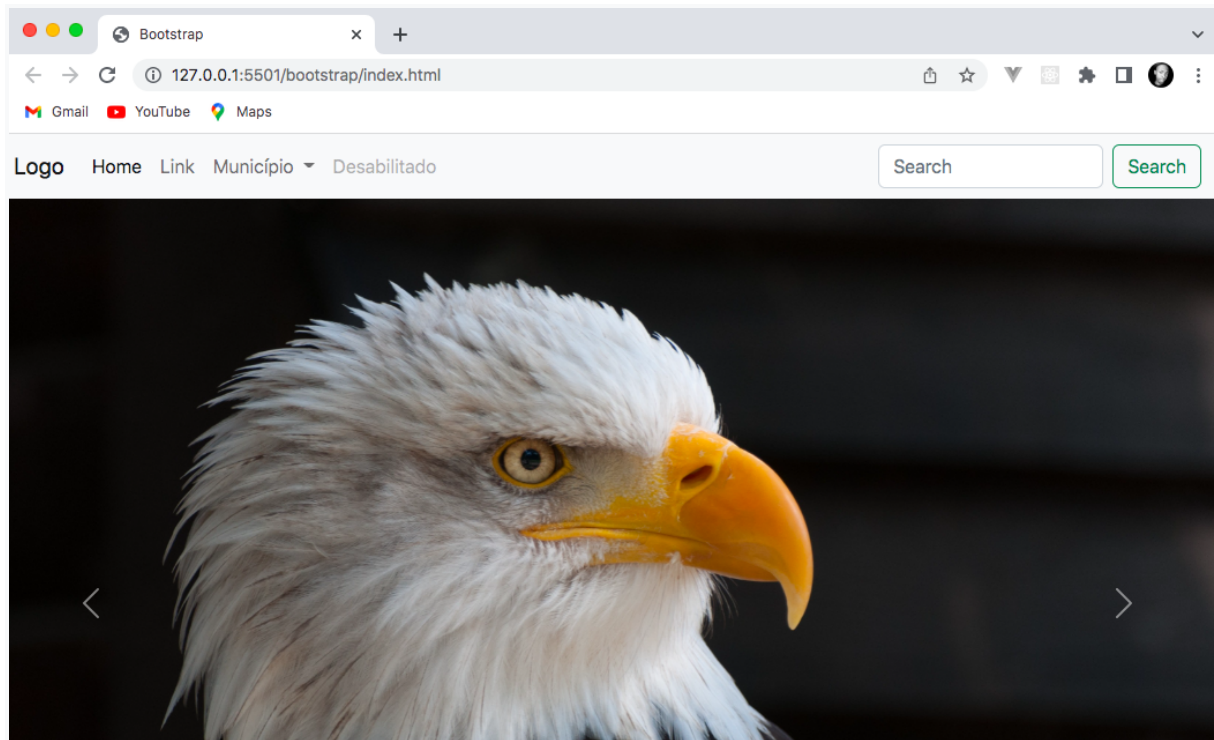 Bootstrap
127.0.0.1:5501/bootstrap/index.html
Gmail YouTube Maps
Logo Home Link Município Desabilitado Search Search